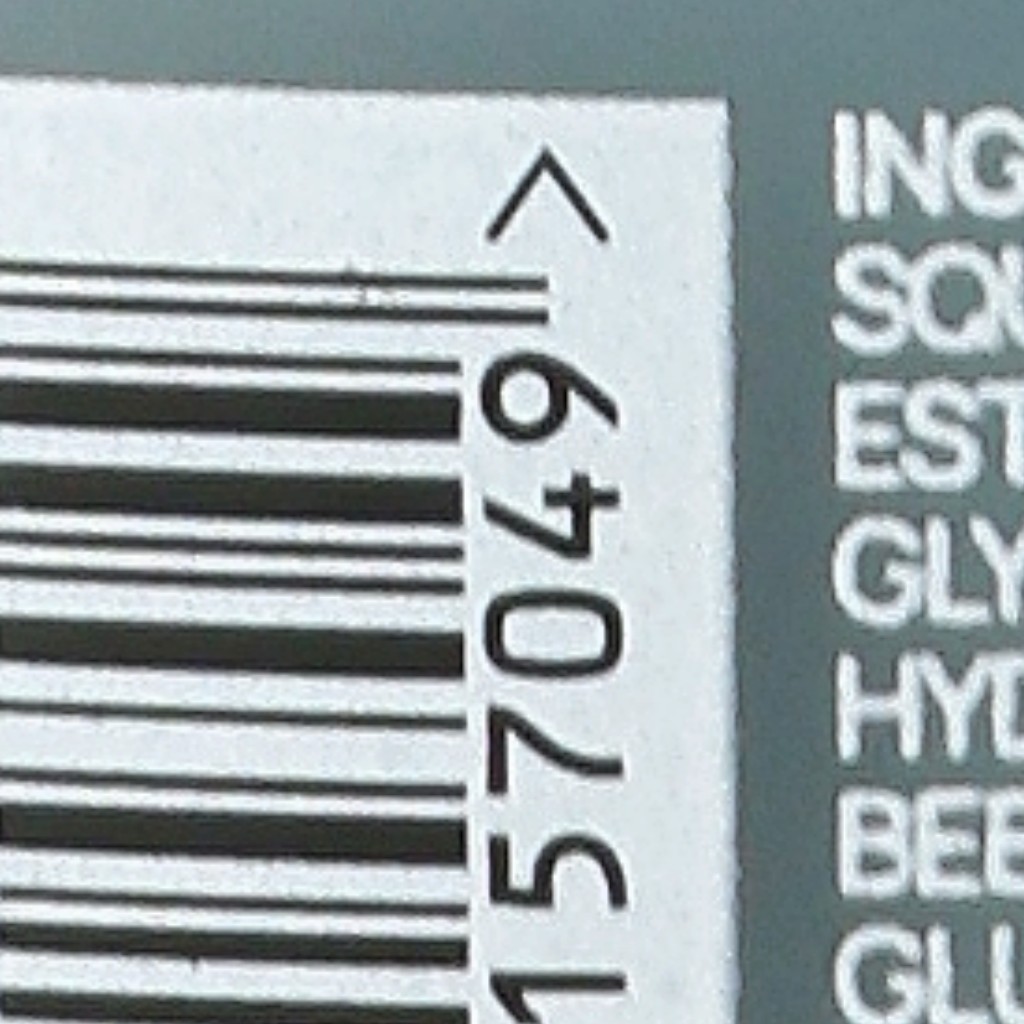 157049>
ING
SQU
EST
GLY
HYD
BEE
GLU